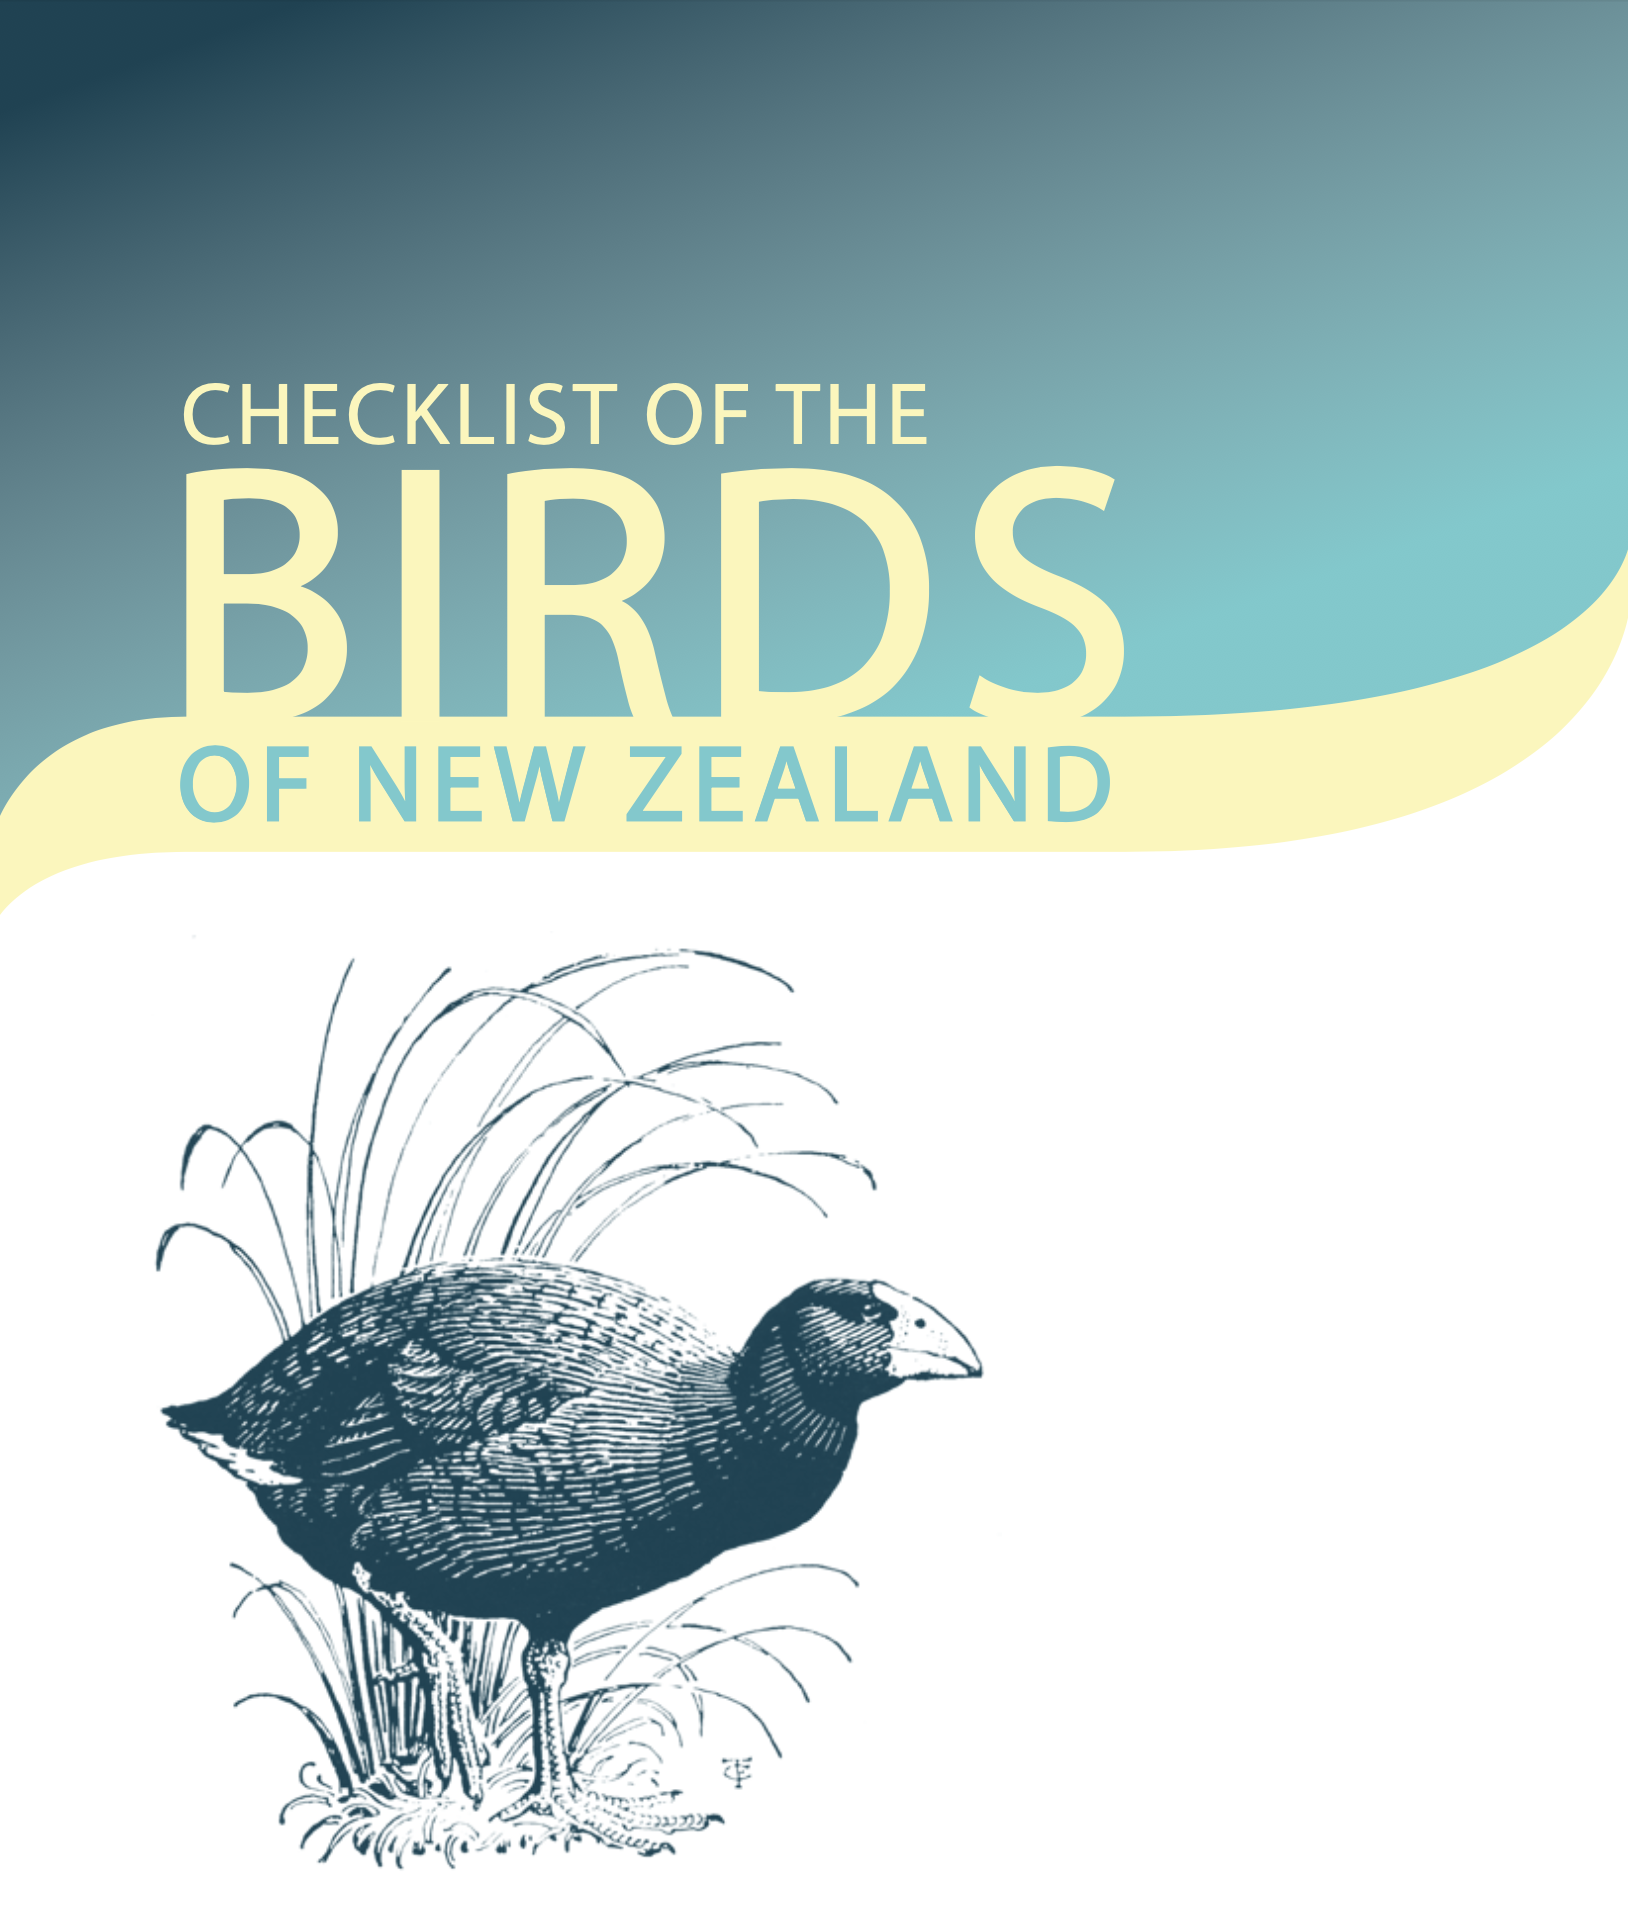 CHECKLIST OF THE
BIRDS
OF NEW ZEALAND